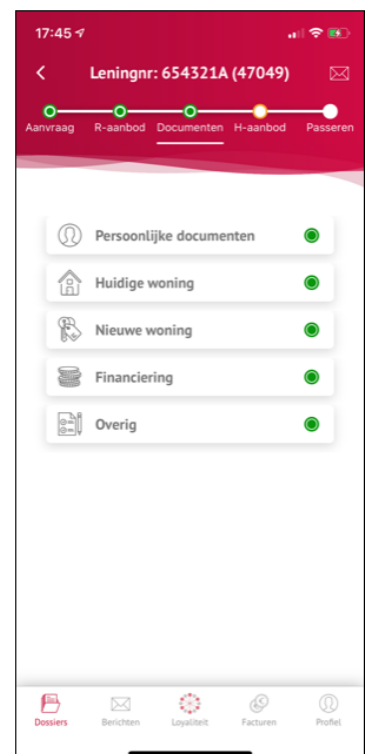 17:45
Leningnr: 654321A (47049)
Aanvraag R-aanbod Documenten H-aanbod Passeren
Persoonlijke documenten
Huidige woning
Nieuwe woning
Financiering
Overig
Dossiers Berichten Loyaliteit Facturen Profiel